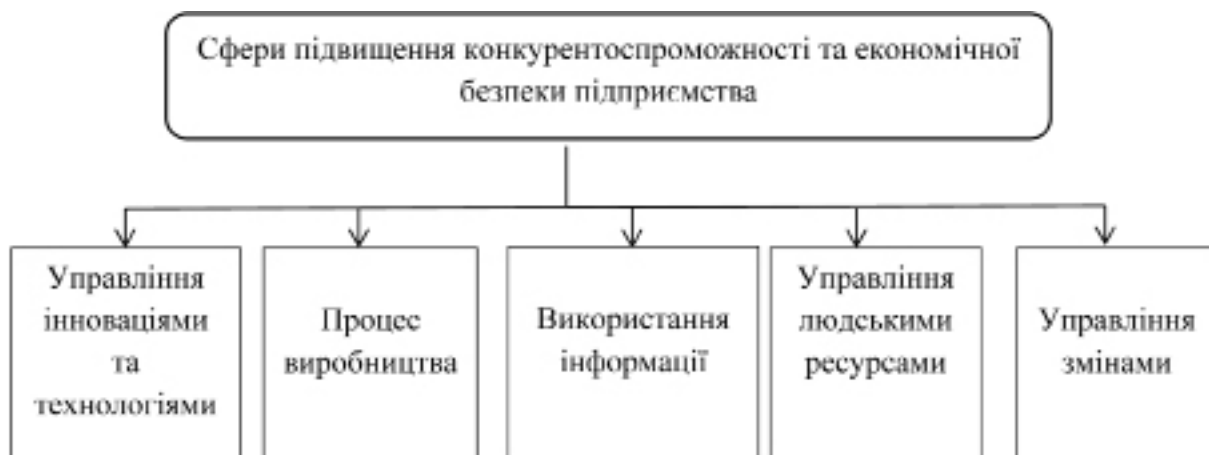 Сфери підвищення конкурентоспроможності та економічної
безпеки підприємства
Управління
інноваціями
та
технологіями
Процес
виробництва
Використання
інформації
Управління
людськими
ресурсами
Управління
змінами